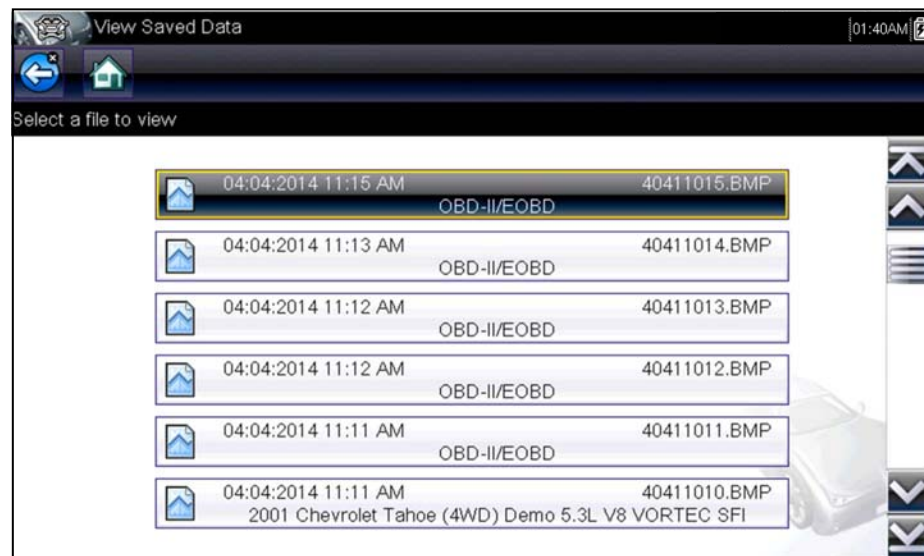 View Saved Data
01:40AM
Select a file to view
04:04:2014 11:15 AM 40411015.BMP
OBD-II/EOBD
04:04:2014 11:13 AM 40411014.BMP
OBD-II/EOBD
04:04:2014 11:12 AM 40411013.BMP
OBD-II/EOBD
04:04:2014 11:12 AM 40411012.BMP
OBD-II/EOBD
04:04:2014 11:11 AM 40411011.BMP
OBD-II/EOBD
04:04:2014 11:11 AM 40411010.BMP
2001 Chevrolet Tahoe (4WD) Demo 5.3L V8 VORTEC SFI